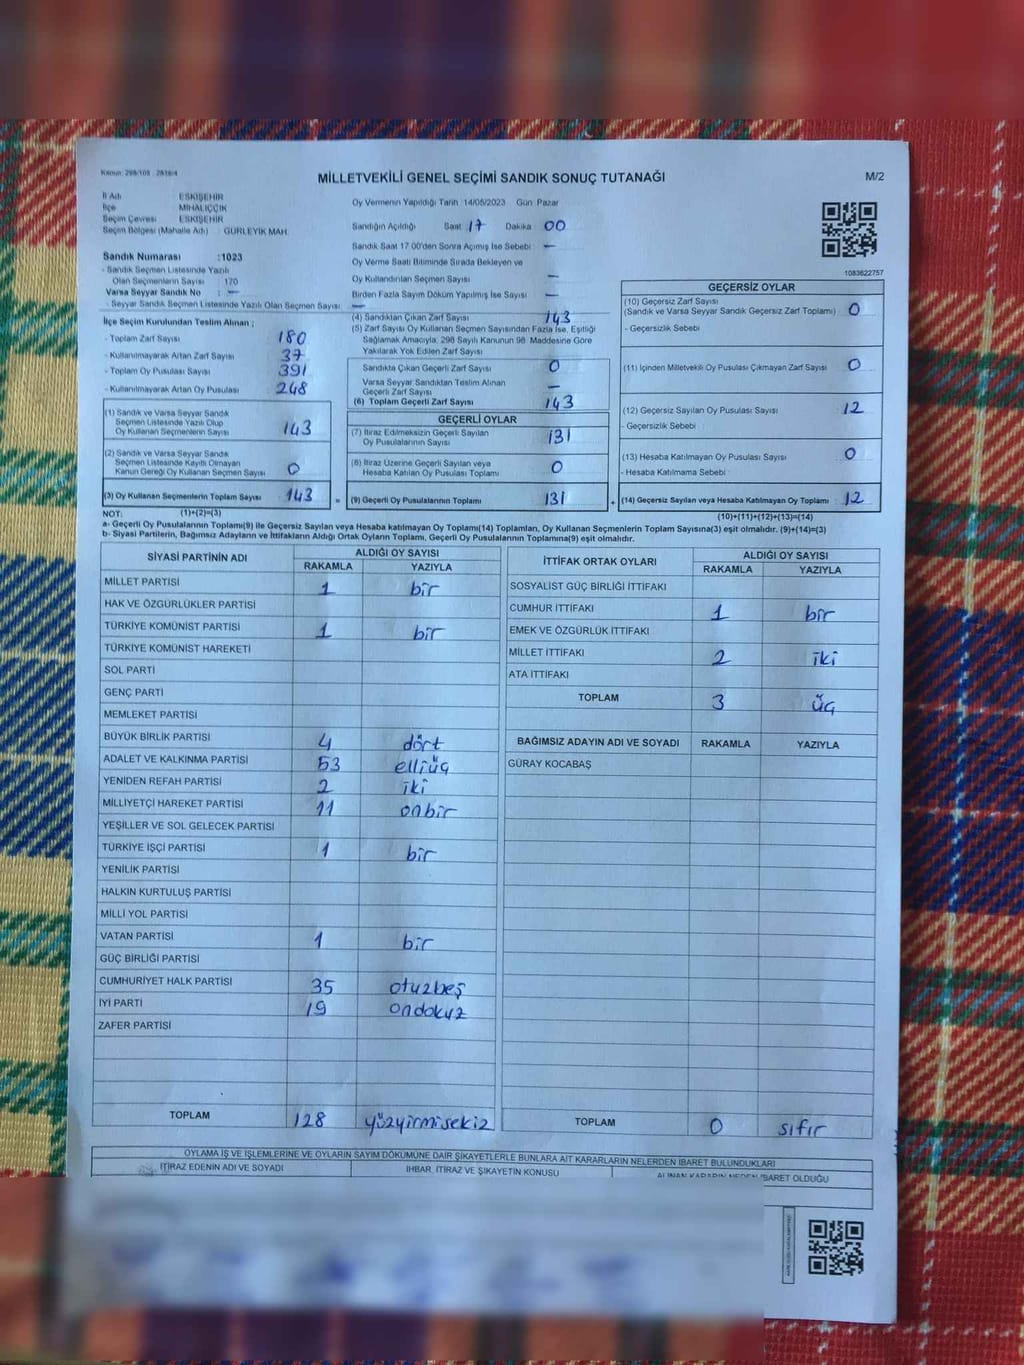 Kanun: 298/105 - 2839/4
MİLLETVEKİLİ GENEL SEÇİMİ SANDIK SONUÇ TUTANAĞI
M/2
İl Adı : ESKİŞEHİR
İlçe : MİHALIÇÇIK
Seçim Çevresi : ESKİŞEHİR
Seçim Bölgesi (Mahalle Adı) : GÜRLEYİK MAH.
Oy Vermenin Yapıldığı Tarih 14/05/2023 Gün Pazar
Sandığın Açıldığı Saat 17 Dakika 00
Sandık Saat 17:00'den Sonra Açılmış İse Sebebi : —
Oy Verme Saati Bitiminde Sırada Bekleyen ve
Oy Kullandırılan Seçmen Sayısı —
Birden Fazla Sayım Döküm Yapılmış İse Sayısı —
1083622757
Sandık Numarası :1023
- Sandık Seçmen Listesinde Yazılı
Olan Seçmenlerin Sayısı : 170
Varsa Seyyar Sandık No : —
- Seyyar Sandık Seçmen Listesinde Yazılı Olan Seçmen Sayısı : —
İlçe Seçim Kurulundan Teslim Alınan ;
- Toplam Zarf Sayısı 180
- Kullanılmayarak Artan Zarf Sayısı 37
- Toplam Oy Pusulası Sayısı 391
- Kullanılmayarak Artan Oy Pusulası 248
(1) Sandık ve Varsa Seyyar Sandık
Seçmen Listesinde Yazılı Olup
Oy Kullanan Seçmenlerin Sayısı 143
(2) Sandık ve Varsa Seyyar Sandık
Seçmen Listesinde Kayıtlı Olmayan
Kanun Gereği Oy Kullanan Seçmen Sayısı 0
(3) Oy Kullanan Seçmenlerin Toplam Sayısı 143 =
(1)+(2)=(3)
(4) Sandıktan Çıkan Zarf Sayısı 143
(5) Zarf Sayısı Oy Kullanan Seçmen Sayısından Fazla İse, Eşitliği
Sağlamak Amacıyla, 298 Sayılı Kanunun 98. Maddesine Göre
Yakılarak Yok Edilen Zarf Sayısı
Sandıkta Çıkan Geçerli Zarf Sayısı 0
Varsa Seyyar Sandıktan Teslim Alınan
Geçerli Zarf Sayısı —
(6) Toplam Geçerli Zarf Sayısı 143
GEÇERLİ OYLAR
(7) İtiraz Edilmeksizin Geçerli Sayılan
Oy Pusulalarının Sayısı 131
(8) İtiraz Üzerine Geçerli Sayılan veya
Hesaba Katılan Oy Pusulası Toplamı 0
(9) Geçerli Oy Pusulalarının Toplamı 131 +
GEÇERSİZ OYLAR
(10) Geçersiz Zarf Sayısı
(Sandık ve Varsa Seyyar Sandık Geçersiz Zarf Toplamı) 0
- Geçersizlik Sebebi
(11) İçinden Milletvekili Oy Pusulası Çıkmayan Zarf Sayısı 0
(12) Geçersiz Sayılan Oy Pusulası Sayısı 12
- Geçersizlik Sebebi
(13) Hesaba Katılmayan Oy Pusulası Sayısı 0
- Hesaba Katılmama Sebebi
(14) Geçersiz Sayılan veya Hesaba Katılmayan Oy Toplamı 12
(10)+(11)+(12)+(13)=(14)
NOT:
a- Geçerli Oy Pusulalarının Toplamı(9) ile Geçersiz Sayılan veya Hesaba katılmayan Oy Toplamı(14) Toplamları, Oy Kullanan Seçmenlerin Toplam Sayısına(3) eşit olmalıdır. (9)+(14)=(3)
b- Siyasi Partilerin, Bağımsız Adayların ve İttifakların Aldığı Ortak Oyların Toplamı, Geçerli Oy Pusulalarının Toplamına(9) eşit olmalıdır.
SİYASİ PARTİNİN ADI ALDIĞI OY SAYISI
RAKAMLA YAZIYLA
MİLLET PARTİSİ 1 bir
HAK VE ÖZGÜRLÜKLER PARTİSİ
TÜRKİYE KOMÜNİST PARTİSİ 1 bir
TÜRKİYE KOMÜNİST HAREKETİ
SOL PARTİ
GENÇ PARTİ
MEMLEKET PARTİSİ
BÜYÜK BİRLİK PARTİSİ 4 dört
ADALET VE KALKINMA PARTİSİ 53 elliüç
YENİDEN REFAH PARTİSİ 2 iki
MİLLİYETÇİ HAREKET PARTİSİ 11 onbir
YEŞİLLER VE SOL GELECEK PARTİSİ
TÜRKİYE İŞÇİ PARTİSİ 1 bir
YENİLİK PARTİSİ
HALKIN KURTULUŞ PARTİSİ
MİLLİ YOL PARTİSİ
VATAN PARTİSİ 1 bir
GÜÇ BİRLİĞİ PARTİSİ
CUMHURİYET HALK PARTİSİ 35 otuzbeş
İYİ PARTİ 19 ondokuz
ZAFER PARTİSİ
TOPLAM 128 yüzyirmisekiz
İTTİFAK ORTAK OYLARI ALDIĞI OY SAYISI
RAKAMLA YAZIYLA
SOSYALİST GÜÇ BİRLİĞİ İTTİFAKI
CUMHUR İTTİFAKI 1 bir
EMEK VE ÖZGÜRLÜK İTTİFAKI
MİLLET İTTİFAKI 2 iki
ATA İTTİFAKI
TOPLAM 3 üç
BAĞIMSIZ ADAYIN ADI VE SOYADI RAKAMLA YAZIYLA
GÜRAY KOCABAŞ
TOPLAM 0 sıfır
OYLAMA İŞ VE İŞLEMLERİNE VE OYLARIN SAYIM DÖKÜMÜNE DAİR ŞİKAYETLERLE BUNLARA AİT KARARLARIN NELERDEN İBARET BULUNDUKLARI
İTİRAZ EDENİN ADI VE SOYADI İHBAR, İTİRAZ VE ŞİKAYETİN KONUSU ALINAN KARARIN NEDEN İBARET OLDUĞU